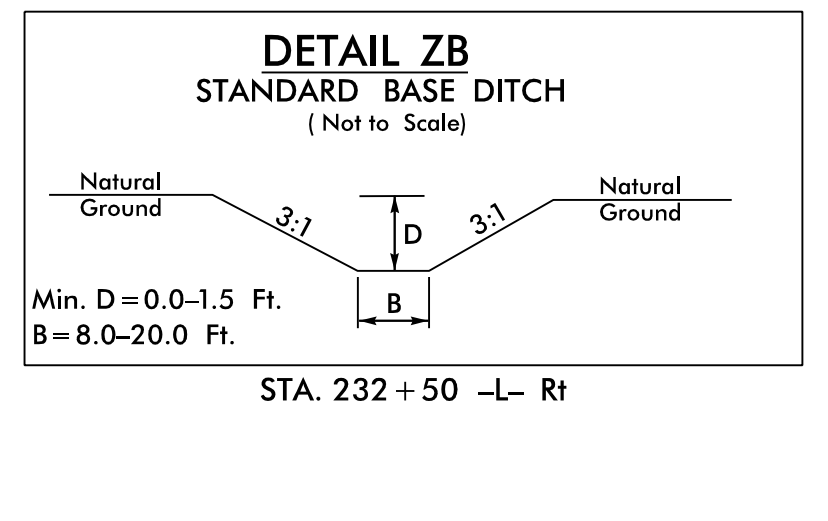 DETAIL ZB
STANDARD BASE DITCH
( Not to Scale)
Natural
Ground
3:1
D
3:1
Natural
Ground
Min. D=0.0–1.5 Ft.
B
B=8.0–20.0 Ft.
STA. 232+50 –L– Rt